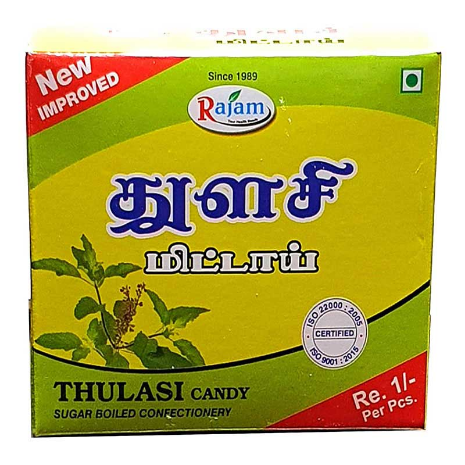 New
IMPROVED
Since 1989
Rajam
துளசி
மிட்டாய்
ISO 22000 : 2005
CERTIFIED
ISO 9001 : 2015
THULASI CANDY
SUGAR BOILED CONFECTIONERY
Re. 1/-
Per Pcs.